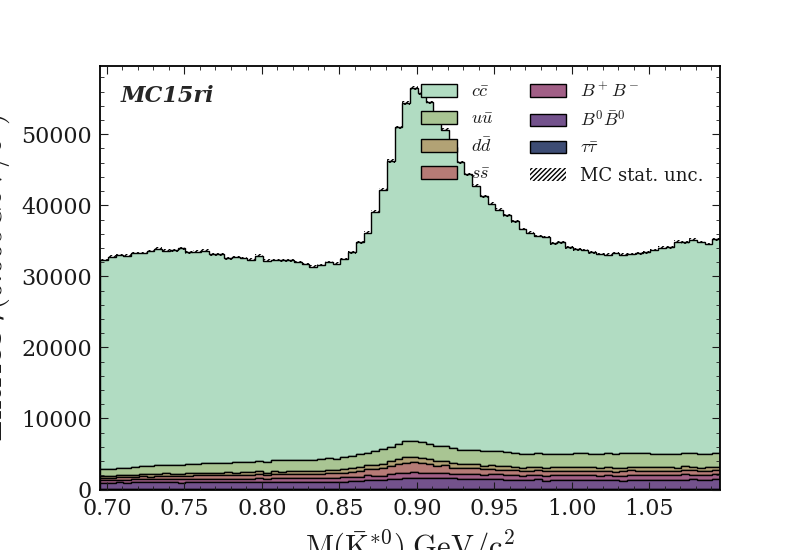 MC15ri
cc̄
uū
dd̄
ss̄
B⁺B⁻
B⁰B̄⁰
ττ̄
MC stat. unc.
50000
40000
30000
20000
10000
0
0.70 0.75 0.80 0.85 0.90 0.95 1.00 1.05
M(K̄*⁰) GeV/c²